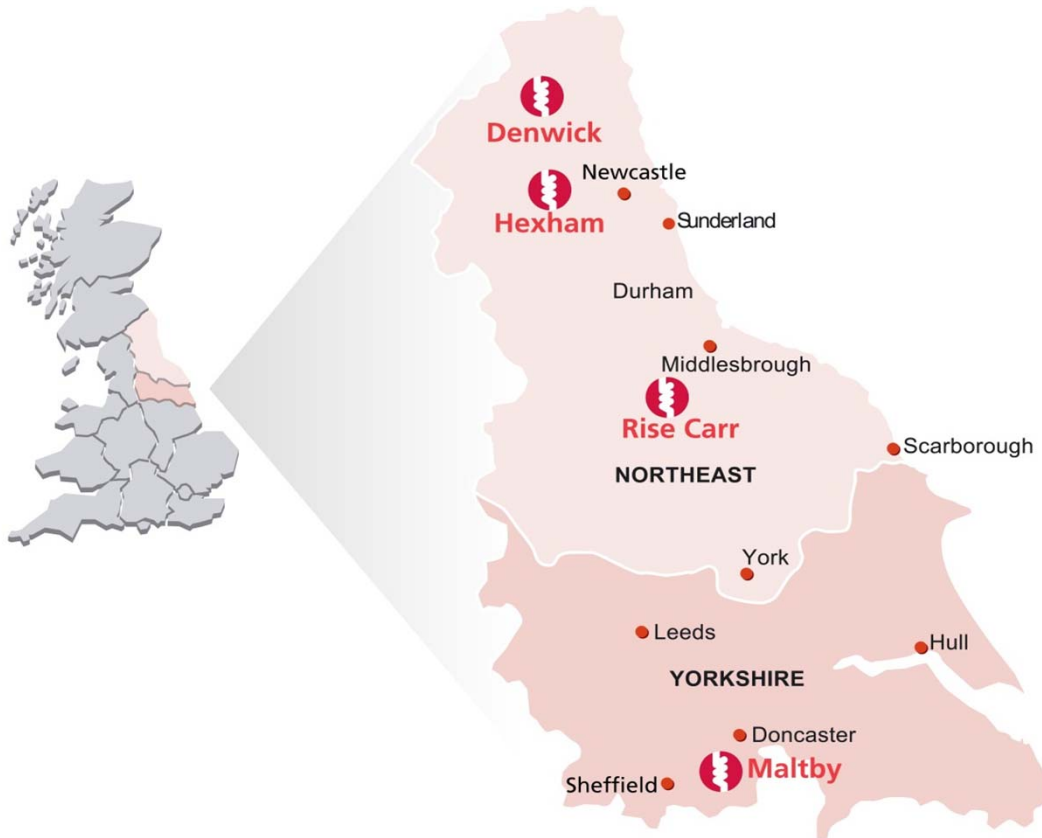 Denwick
Newcastle
Hexham
Sunderland
Durham
Middlesbrough
Rise Carr
Scarborough
NORTHEAST
York
Leeds
Hull
YORKSHIRE
Doncaster
Maltby
Sheffield